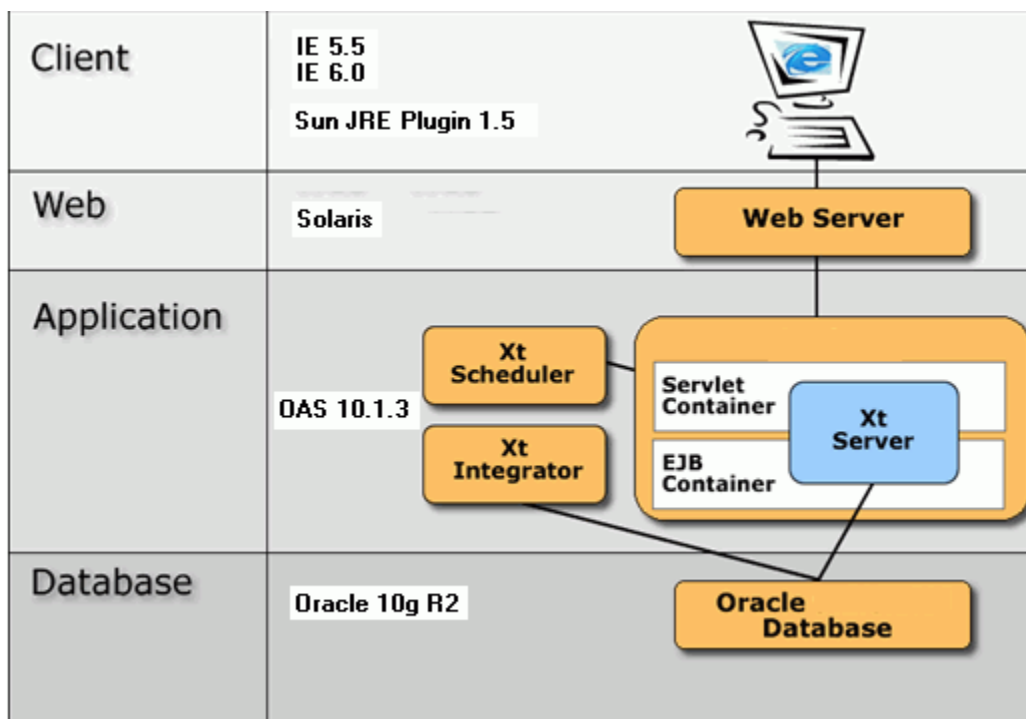 Client
IE 5.5
IE 6.0
Sun JRE Plugin 1.5
Web
Solaris
Web Server
Application
OAS 10.1.3
Xt
Scheduler
Xt
Integrator
Servlet
Container
EJB
Container
Xt
Server
Database
Oracle 10g R2
Oracle
Database